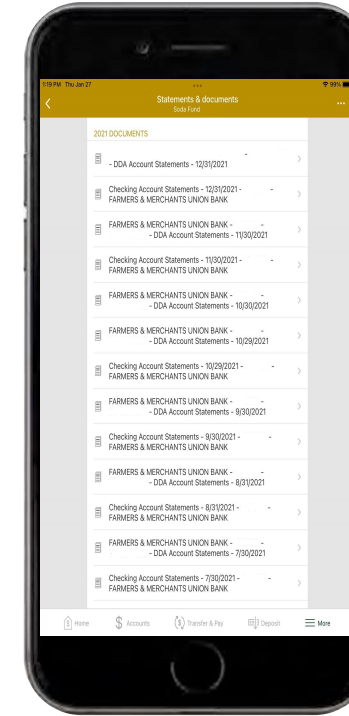 1:19 PM Thu Jan 27
99%
Statements & documents
Soda Fund
2021 DOCUMENTS
-
- DDA Account Statements - 12/31/2021
Checking Account Statements - 12/31/2021 - -
FARMERS & MERCHANTS UNION BANK
FARMERS & MERCHANTS UNION BANK - -
- DDA Account Statements - 11/30/2021
Checking Account Statements - 11/30/2021 - -
FARMERS & MERCHANTS UNION BANK
FARMERS & MERCHANTS UNION BANK - -
- DDA Account Statements - 10/30/2021
FARMERS & MERCHANTS UNION BANK - -
- DDA Account Statements - 10/29/2021
Checking Account Statements - 10/29/2021 - -
FARMERS & MERCHANTS UNION BANK
FARMERS & MERCHANTS UNION BANK - -
- DDA Account Statements - 9/30/2021
Checking Account Statements - 9/30/2021 - -
FARMERS & MERCHANTS UNION BANK
FARMERS & MERCHANTS UNION BANK - -
- DDA Account Statements - 8/31/2021
Checking Account Statements - 8/31/2021 - -
FARMERS & MERCHANTS UNION BANK
FARMERS & MERCHANTS UNION BANK - -
- DDA Account Statements - 7/30/2021
Checking Account Statements - 7/30/2021 - -
FARMERS & MERCHANTS UNION BANK
Home Accounts Transfer & Pay Deposit More